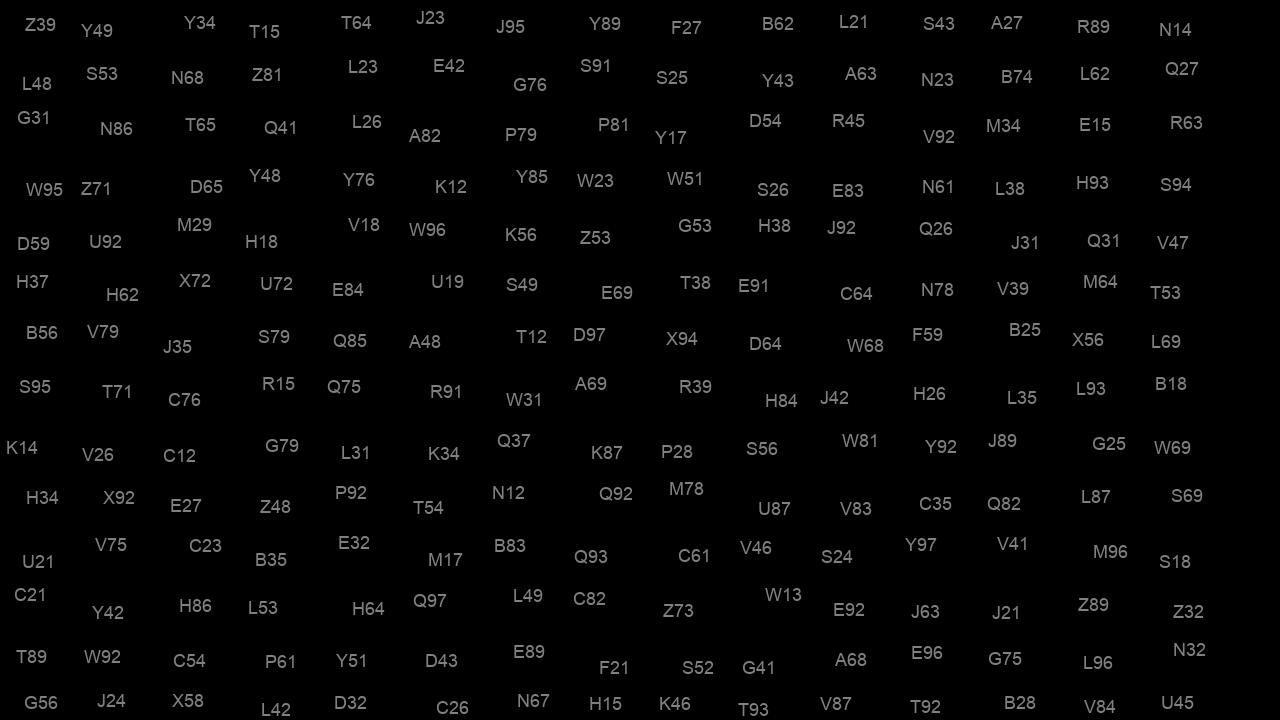 Z39 Y49 Y34 T15 T64 J23 J95 Y89 F27 B62 L21 S43 A27 R89 N14
L48 S53 N68 Z81 L23 E42 G76 S91 S25 Y43 A63 N23 B74 L62 Q27
G31 N86 T65 Q41 L26 A82 P79 P81 Y17 D54 R45 V92 M34 E15 R63
W95 Z71 D65 Y48 Y76 K12 Y85 W23 W51 S26 E83 N61 L38 H93 S94
D59 U92 M29 H18 V18 W96 K56 Z53 G53 H38 J92 Q26 J31 Q31 V47
H37 H62 X72 U72 E84 U19 S49 E69 T38 E91 C64 N78 V39 M64 T53
B56 V79 J35 S79 Q85 A48 T12 D97 X94 D64 W68 F59 B25 X56 L69
S95 T71 C76 R15 Q75 R91 W31 A69 R39 H84 J42 H26 L35 L93 B18
K14 V26 C12 G79 L31 K34 Q37 K87 P28 S56 W81 Y92 J89 G25 W69
H34 X92 E27 Z48 P92 T54 N12 Q92 M78 U87 V83 C35 Q82 L87 S69
U21 V75 C23 B35 E32 M17 B83 Q93 C61 V46 S24 Y97 V41 M96 S18
C21 Y42 H86 L53 H64 Q97 L49 C82 Z73 W13 E92 J63 J21 Z89 Z32
T89 W92 C54 P61 Y51 D43 E89 F21 S52 G41 A68 E96 G75 L96 N32
G56 J24 X58 L42 D32 C26 N67 H15 K46 T93 V87 T92 B28 V84 U45